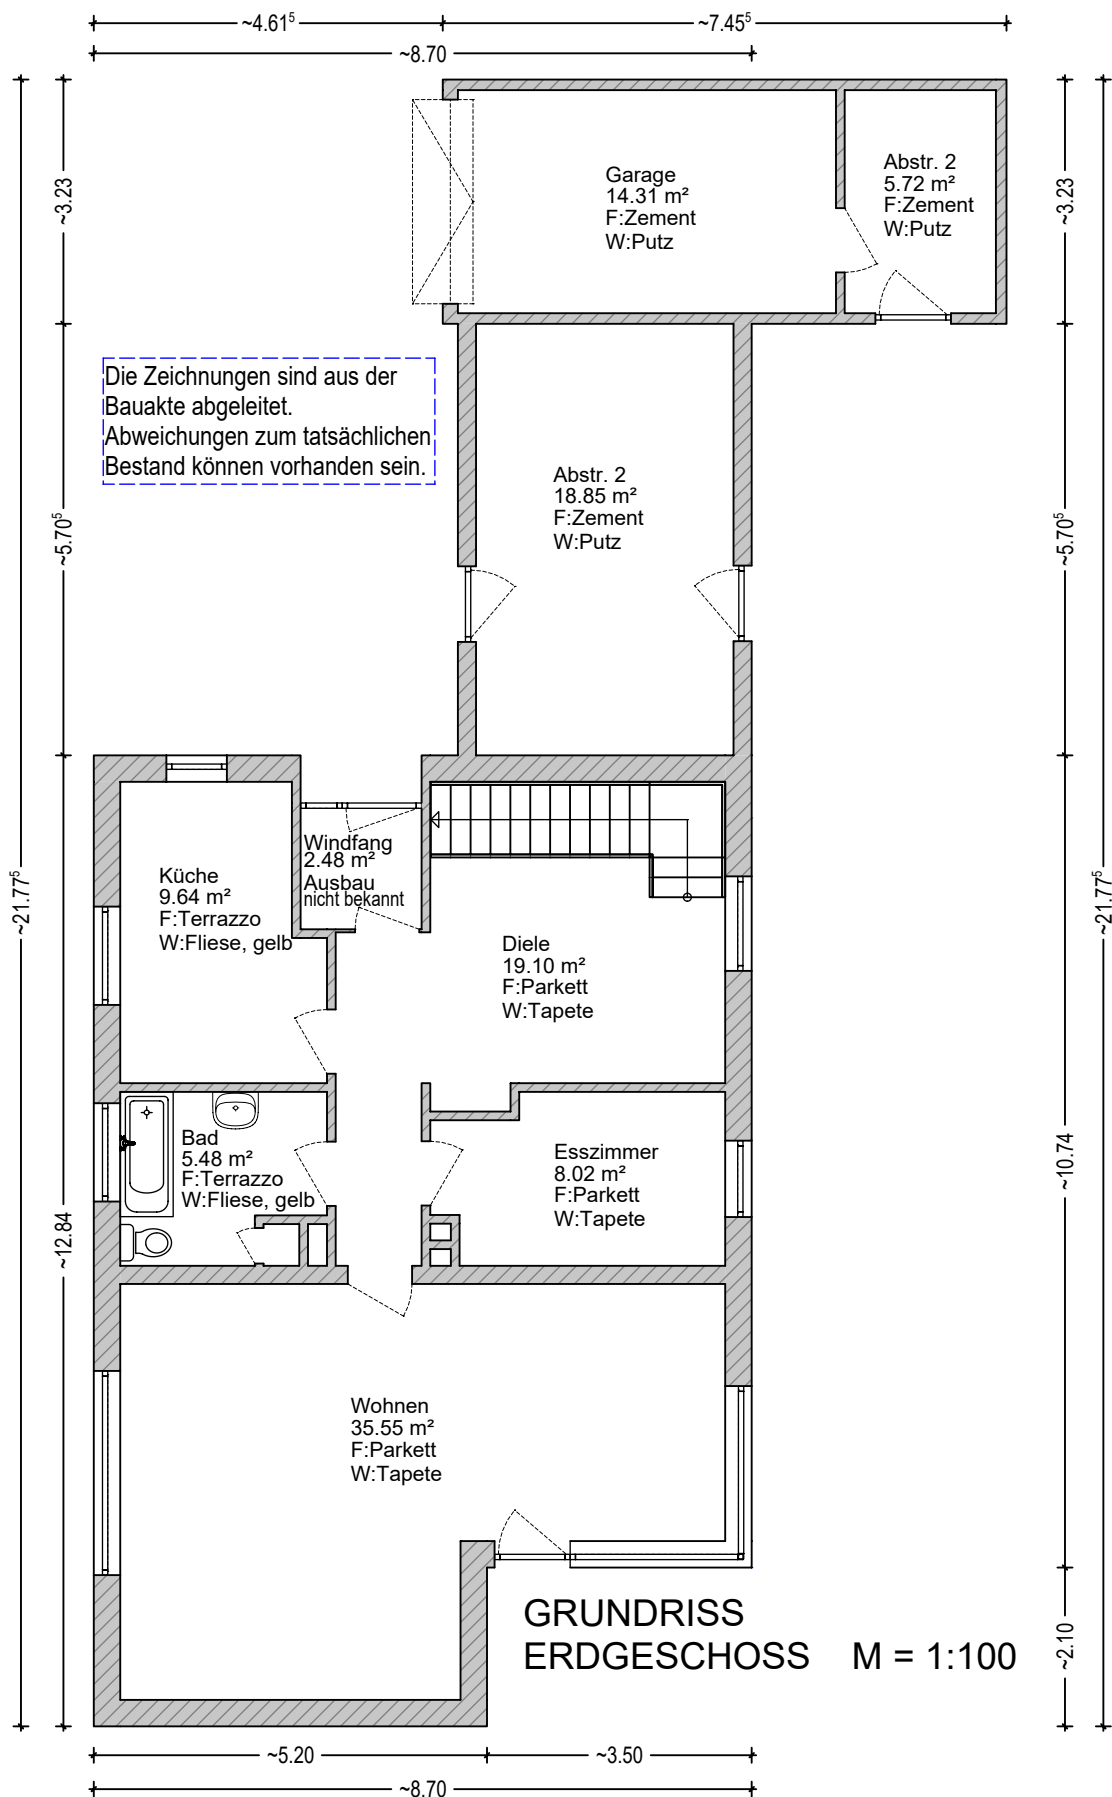 ~4.61⁵
~7.45⁵
~8.70
~3.23
~3.23
Garage
14.31 m²
F:Zement
W:Putz
Abstr. 2
5.72 m²
F:Zement
W:Putz
Die Zeichnungen sind aus der
Bauakte abgeleitet.
Abweichungen zum tatsächlichen
Bestand können vorhanden sein.
Abstr. 2
18.85 m²
F:Zement
W:Putz
~5.70⁵
~5.70⁵
~21.77⁵
~21.77⁵
Windfang
2.48 m²
Ausbau
nicht bekannt
Küche
9.64 m²
F:Terrazzo
W:Fliese, gelb
Diele
19.10 m²
F:Parkett
W:Tapete
Bad
5.48 m²
F:Terrazzo
W:Fliese, gelb
Esszimmer
8.02 m²
F:Parkett
W:Tapete
~12.84
~10.74
Wohnen
35.55 m²
F:Parkett
W:Tapete
GRUNDRISS
ERDGESCHOSS M = 1:100
~2.10
~5.20
~3.50
~8.70